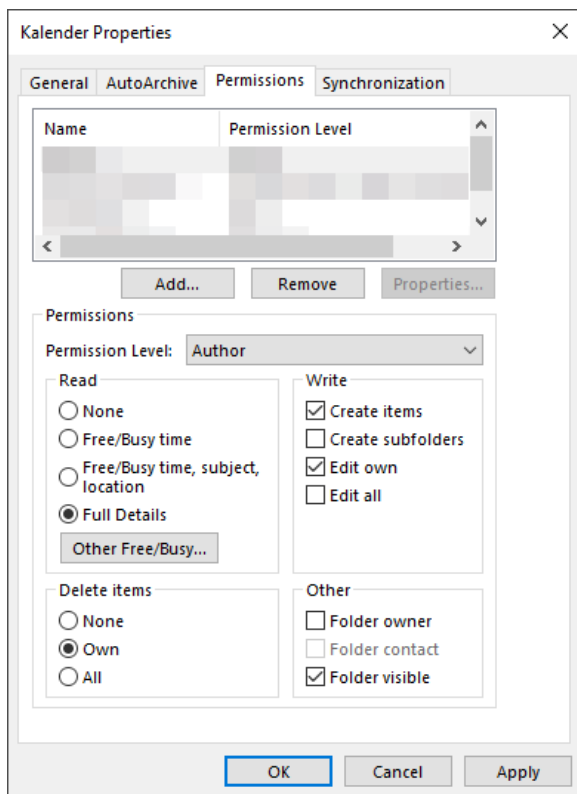 Kalender Properties
General AutoArchive Permissions Synchronization
Name Permission Level
Add... Remove Properties...
Permissions
Permission Level: Author
Read
None
Free/Busy time
Free/Busy time, subject,
location
Full Details
Other Free/Busy...
Write
Create items
Create subfolders
Edit own
Edit all
Delete items
None
Own
All
Other
Folder owner
Folder contact
Folder visible
OK Cancel Apply